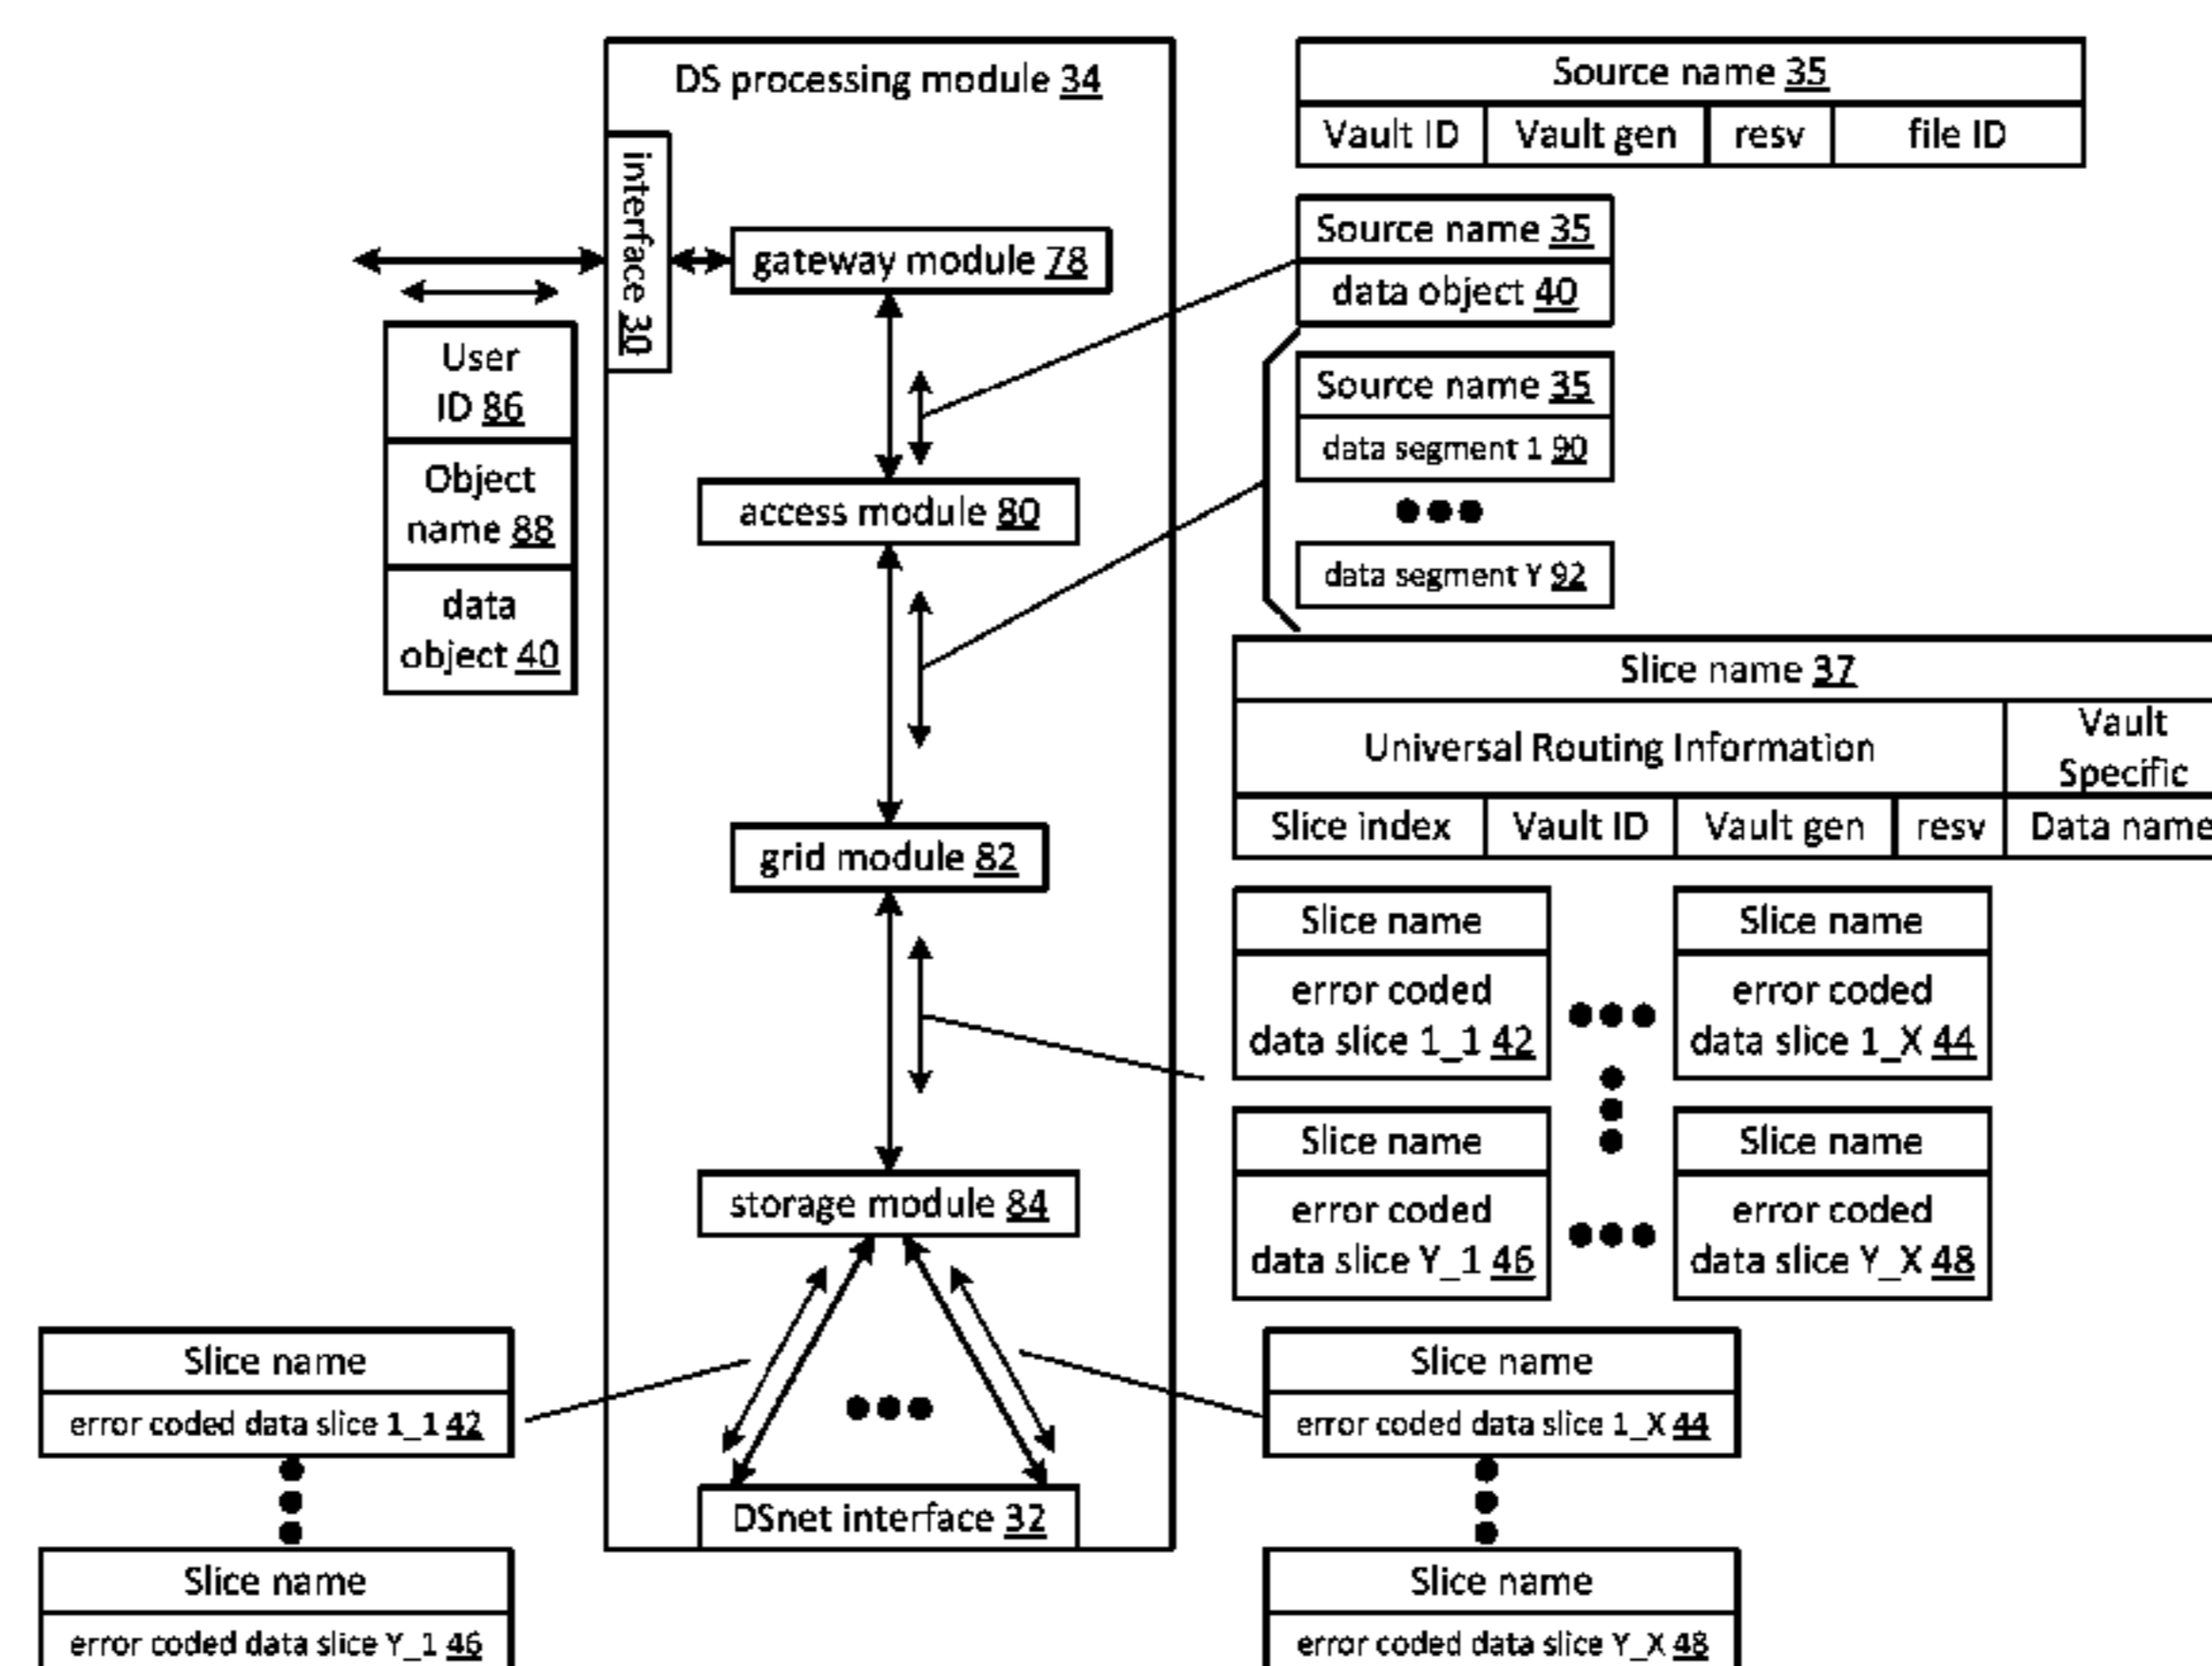 DS processing module 34
interface 30
gateway module 78
User
ID 86
Object
name 88
data
object 40
access module 80
grid module 82
storage module 84
DSnet interface 32
Source name 35
Vault ID Vault gen resv file ID
Source name 35
data object 40
Source name 35
data segment 1 90
data segment Y 92
Slice name 37
Universal Routing Information
Vault
Specific
Slice index Vault ID Vault gen resv Data name
Slice name
error coded
data slice 1_1 42
Slice name
error coded
data slice 1_X 44
Slice name
error coded
data slice Y_1 46
Slice name
error coded
data slice Y_X 48
Slice name
error coded data slice 1_1 42
Slice name
error coded data slice Y_1 46
Slice name
error coded data slice 1_X 44
Slice name
error coded data slice Y_X 48